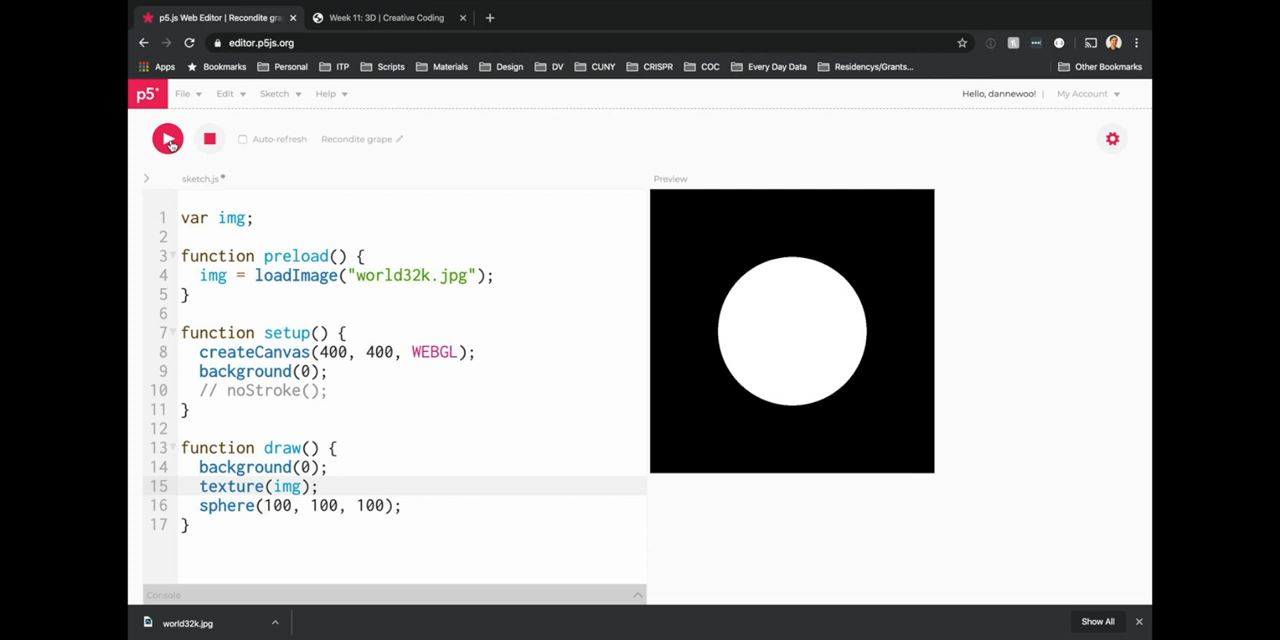 p5.js Web Editor | Recondite gra
Week 11: 3D | Creative Coding
editor.p5js.org
Apps Bookmarks Personal ITP Scripts Materials Design DV CUNY CRISPR COC Every Day Data Residencys/Grants... Other Bookmarks
p5* File Edit Sketch Help Hello, dannewoo! | My Account
Auto-refresh Recondite grape
sketch.js
Preview
1 var img;
2
3 function preload() {
4 img = loadImage("world32k.jpg");
5 }
6
7 function setup() {
8 createCanvas(400, 400, WEBGL);
9 background(0);
10 // noStroke();
11 }
12
13 function draw() {
14 background(0);
15 texture(img);
16 sphere(100, 100, 100);
17 }
Console
world32k.jpg
Show All